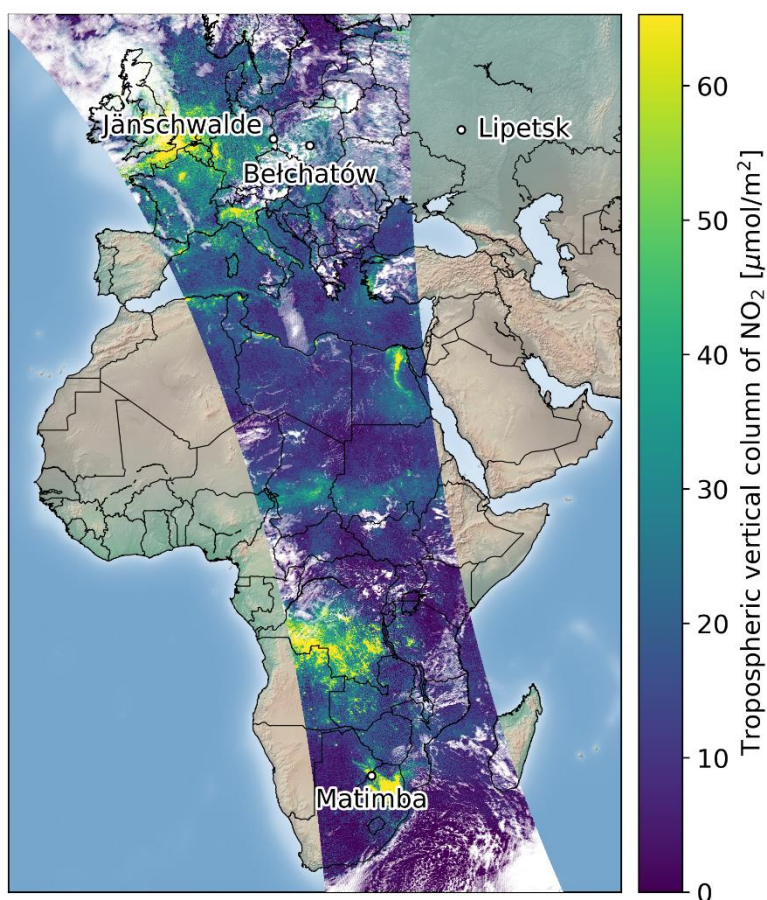 Jänschwalde
Lipetsk
Bełchatów
Matimba
60
50
40
30
20
10
0
Tropospheric vertical column of NO₂ [μmol/m²]